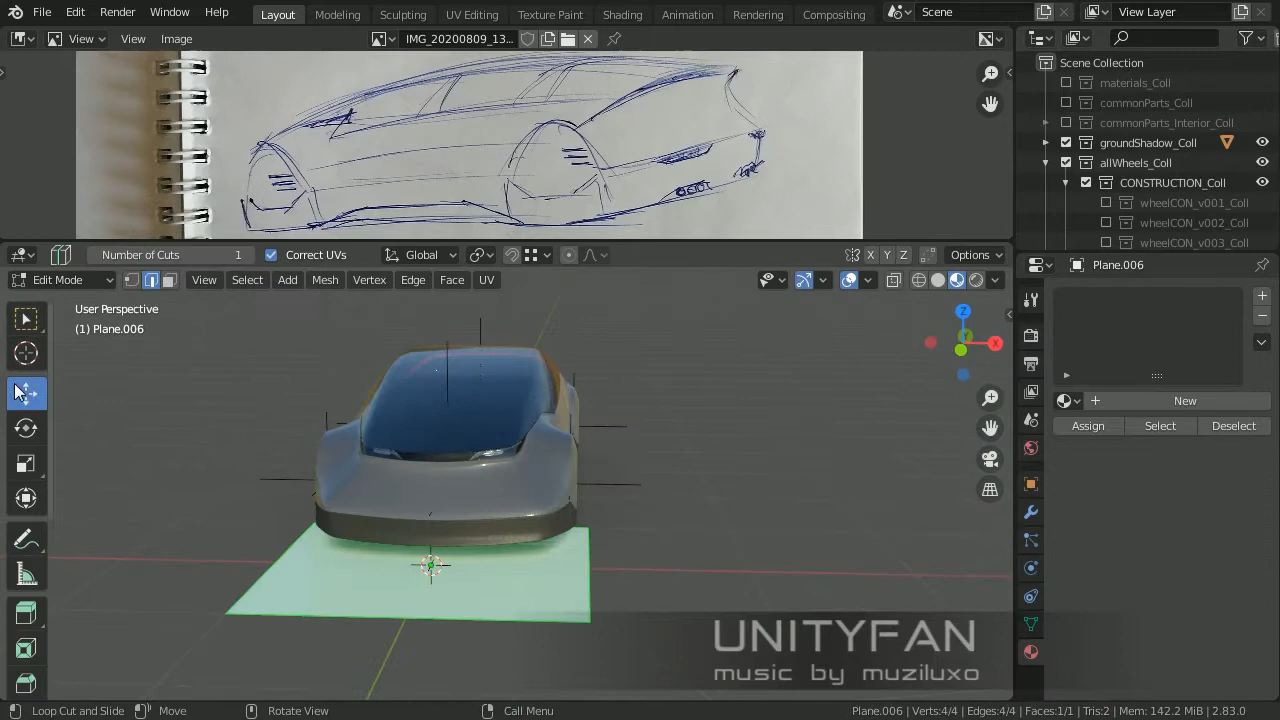 File Edit Render Window Help Layout Modeling Sculpting UV Editing Texture Paint Shading Animation Rendering Compositing Scene View Layer
View View Image IMG_20200809_13...
Scene Collection
materials_Coll
commonParts_Coll
commonParts_Interior_Coll
groundShadow_Coll
allWheels_Coll
CONSTRUCTION_Coll
wheelCON_v001_Coll
wheelCON_v002_Coll
wheelCON_v003_Coll
Number of Cuts 1 Correct UVs Global X Y Z Options
Edit Mode View Select Add Mesh Vertex Edge Face UV
Plane.006
User Perspective
(1) Plane.006
Z
X
New
Assign Select Deselect
UNITYFAN
music by muziluxo
Loop Cut and Slide Move Rotate View Call Menu Plane.006 | Verts:4/4 | Edges:4/4 | Faces:1/1 | Tris:2 | Mem: 142.2 MiB | 2.83.0